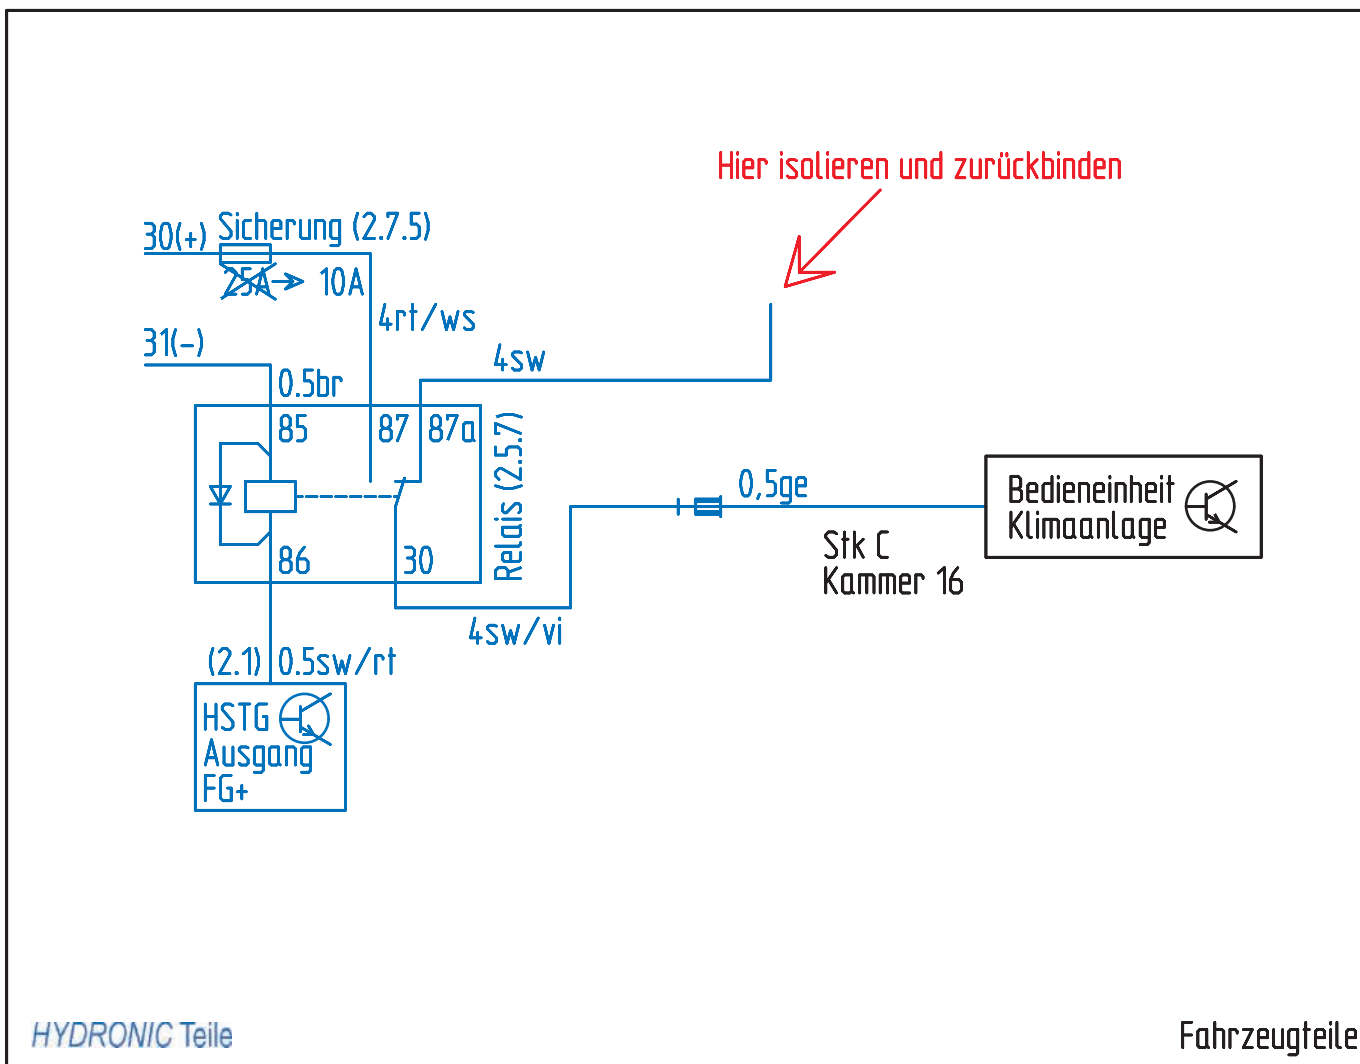 Hier isolieren und zurückbinden
30(+) Sicherung (2.7.5)
25A 10A
4rt/ws
31(-)
4sw
0.5br
85 87 87a
Relais (2.5.7)
0,5ge
Bedieneinheit
Klimaanlage
Stk C
Kammer 16
86 30
4sw/vi
(2.1) 0.5sw/rt
HSTG
Ausgang
FG+
HYDRONIC Teile
Fahrzeugteile